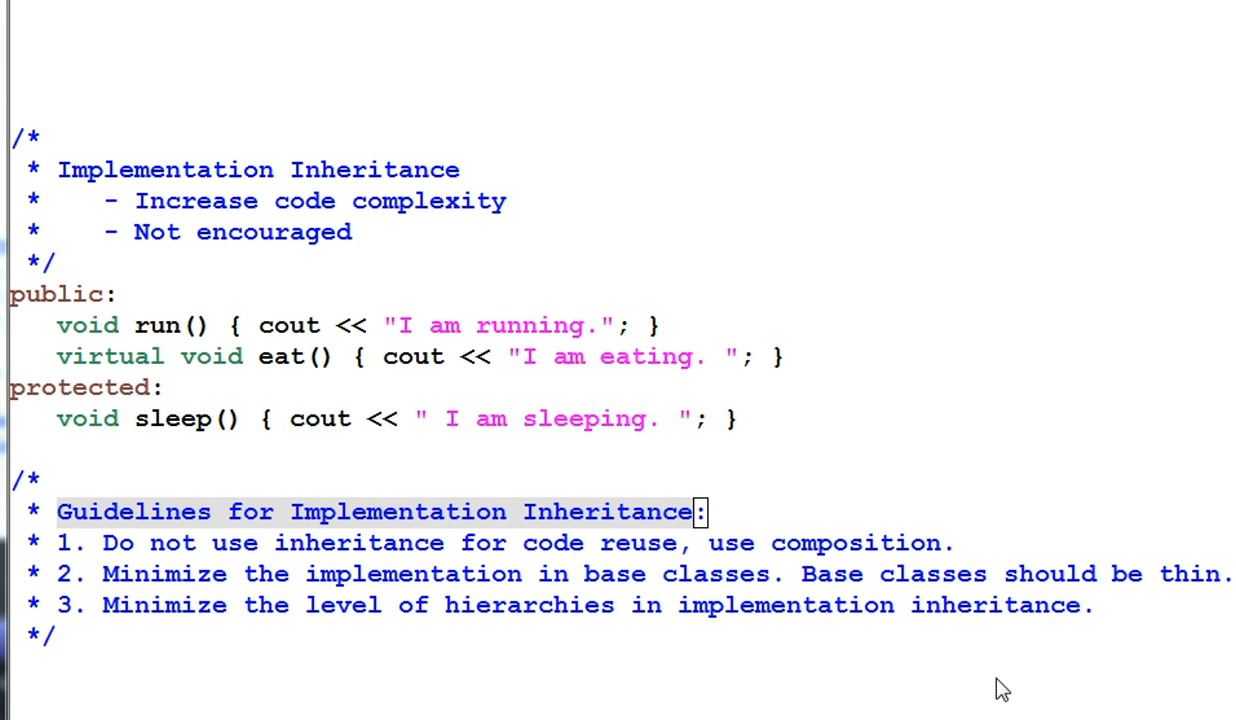 /*
 * Implementation Inheritance
 *    - Increase code complexity
 *    - Not encouraged
 */
public:
   void run() { cout << "I am running."; }
   virtual void eat() { cout << "I am eating. "; }
protected:
   void sleep() { cout << " I am sleeping. "; }
/*
 * Guidelines for Implementation Inheritance:
 * 1. Do not use inheritance for code reuse, use composition.
 * 2. Minimize the implementation in base classes. Base classes should be thin.
 * 3. Minimize the level of hierarchies in implementation inheritance.
 */